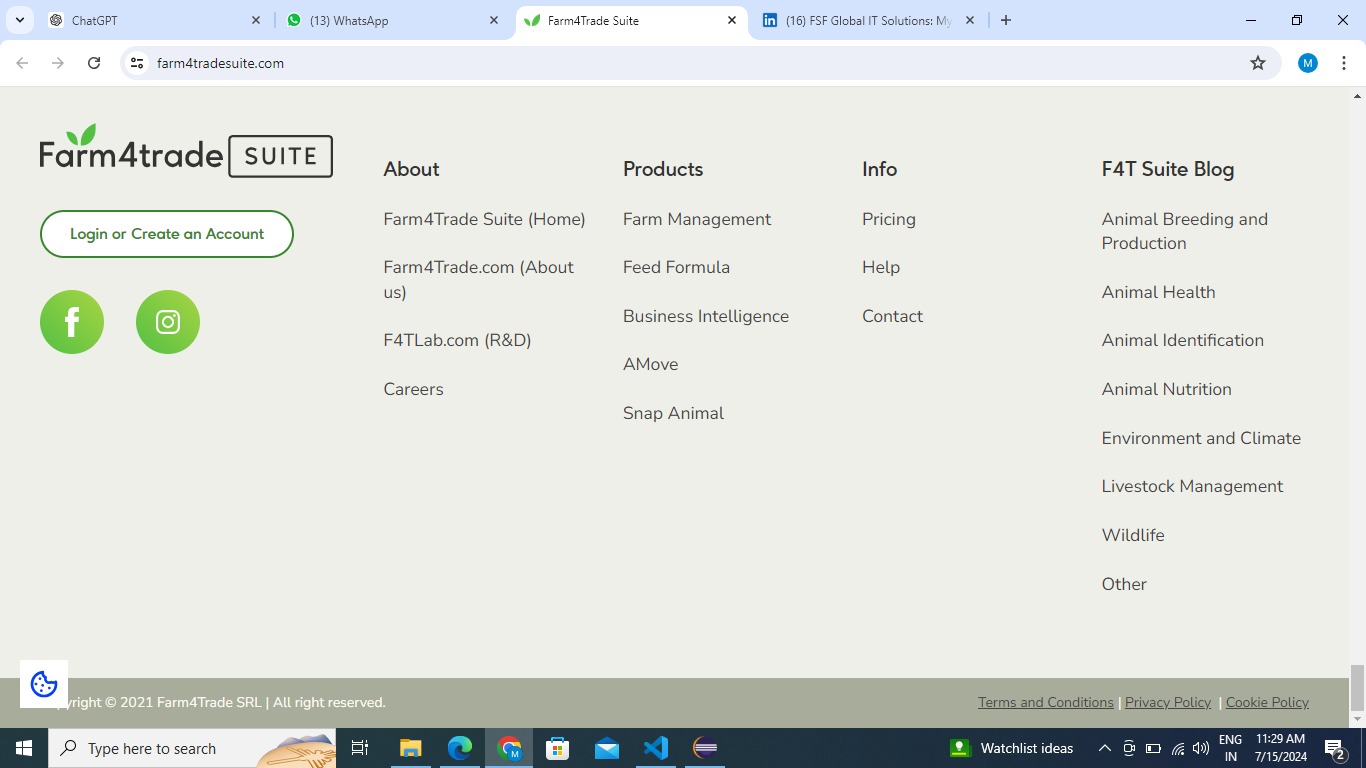 ChatGPT
(13) WhatsApp
Farm4Trade Suite
(16) FSF Global IT Solutions: My
farm4tradesuite.com
M
Farm4trade SUITE
Login or Create an Account
About
Farm4Trade Suite (Home)
Farm4Trade.com (About
us)
F4TLab.com (R&D)
Careers
Products
Farm Management
Feed Formula
Business Intelligence
AMove
Snap Animal
Info
Pricing
Help
Contact
F4T Suite Blog
Animal Breeding and
Production
Animal Health
Animal Identification
Animal Nutrition
Environment and Climate
Livestock Management
Wildlife
Other
yright © 2021 Farm4Trade SRL | All right reserved.
Terms and Conditions | Privacy Policy | Cookie Policy
Type here to search
Watchlist ideas
ENG
IN
11:29 AM
7/15/2024
2